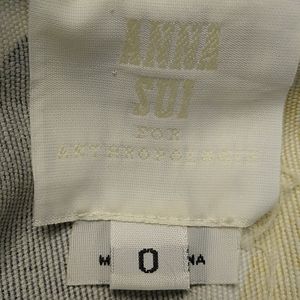 ANNA
SUI
FOR
ANTHROPOLOGIE
0